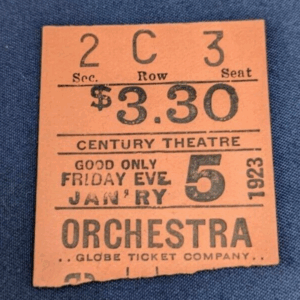 2 C 3
Sec. Row Seat
$3.30
CENTURY THEATRE
GOOD ONLY
FRIDAY EVE.
JAN'RY 5 1923
ORCHESTRA
..GLOBE TICKET COMPANY..